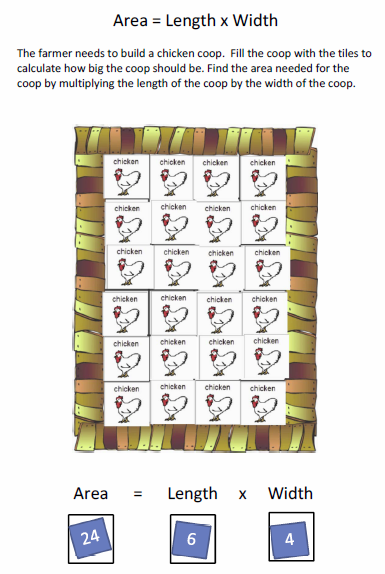 Area = Length x Width
The farmer needs to build a chicken coop.  Fill the coop with the tiles to
calculate how big the coop should be. Find the area needed for the
coop by multiplying the length of the coop by the width of the coop.
chicken chicken chicken chicken
chicken chicken chicken chicken
chicken chicken chicken chicken
chicken chicken chicken chicken
chicken chicken chicken chicken
chicken chicken chicken chicken
Area = Length x Width
24 6 4